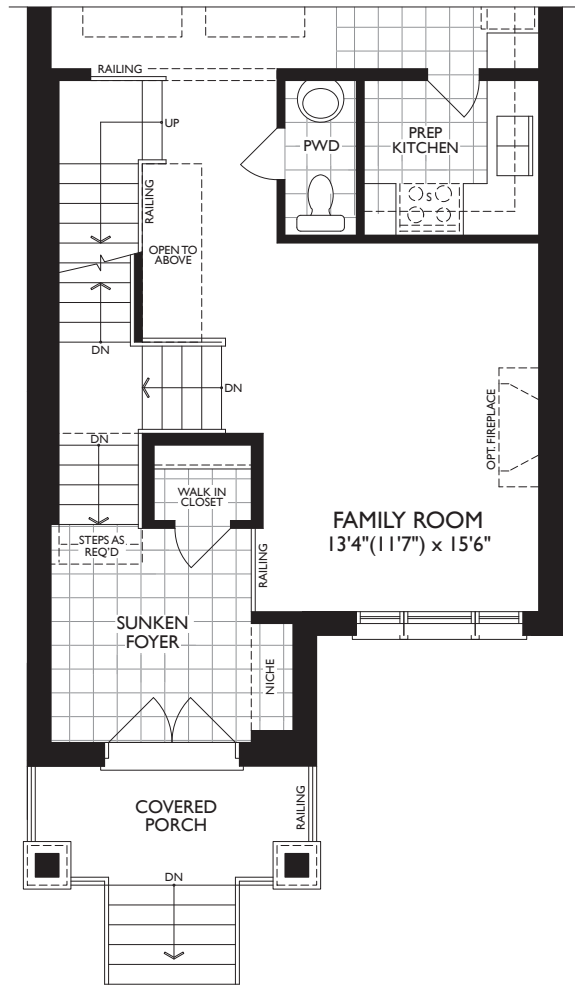 RAILING
UP
PWD
PREP
KITCHEN
RAILING
S
OPEN TO
ABOVE
DN
DN
OPT. FIREPLACE
DN
WALK IN
CLOSET
FAMILY ROOM
13'4"(11'7") x 15'6"
STEPS AS
REQ'D
RAILING
SUNKEN
FOYER
NICHE
COVERED
PORCH
RAILING
DN